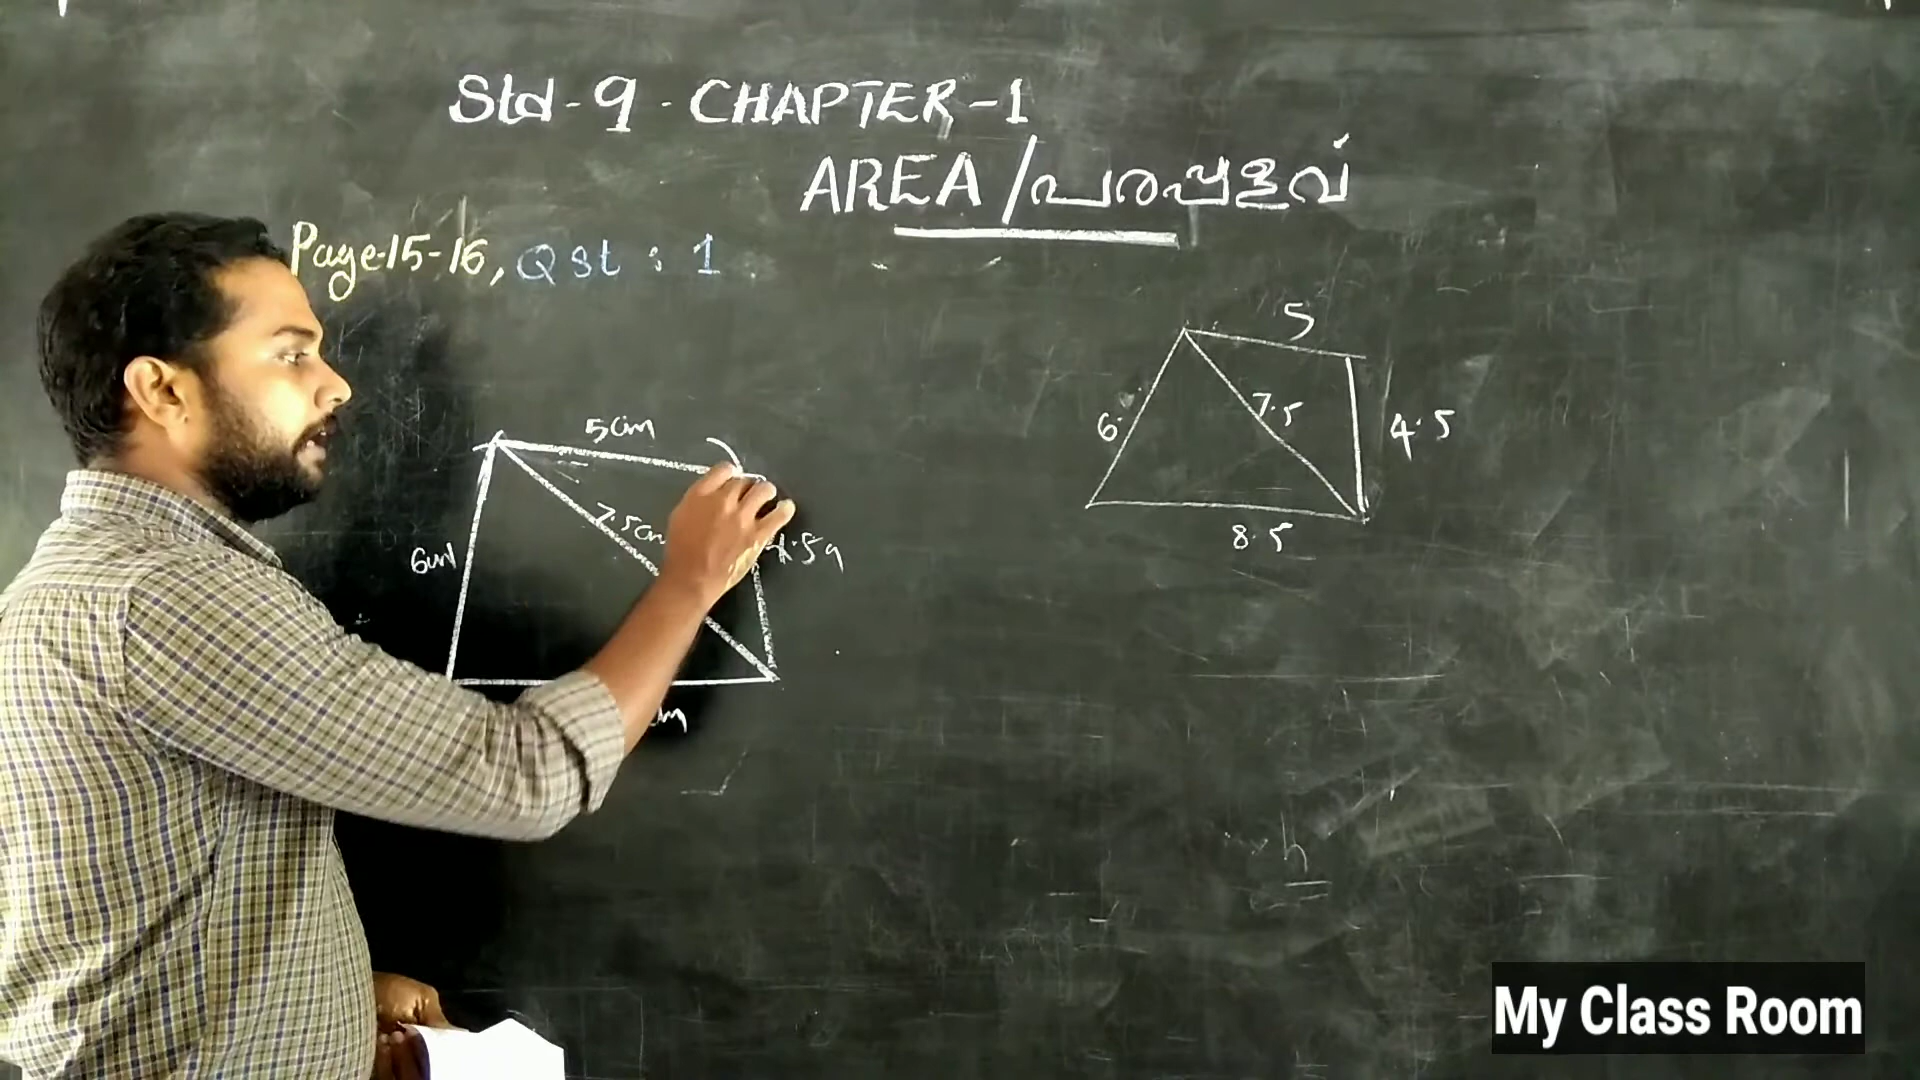 Std-9-CHAPTER-1
AREA/പരപ്പളവ്
Page-15-16, Qst: 1
5
6
7.5
4.5
8.5
5cm
7.5cm
6cm
h
My Class Room